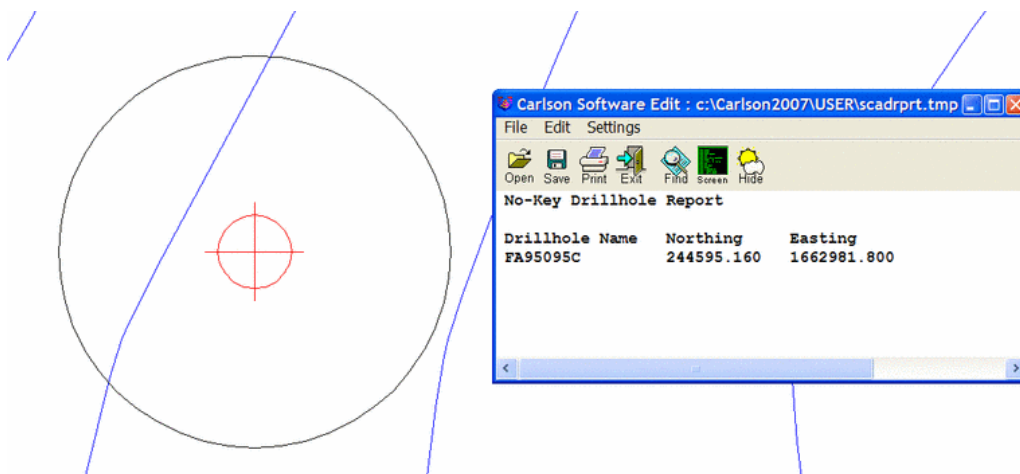 Carlson Software Edit : c:\Carlson2007\USER\scadrprt.tmp
File Edit Settings
Open Save Print Exit Find Screen Hide
No-Key Drillhole Report
Drillhole Name Northing Easting
FA95095C 244595.160 1662981.800